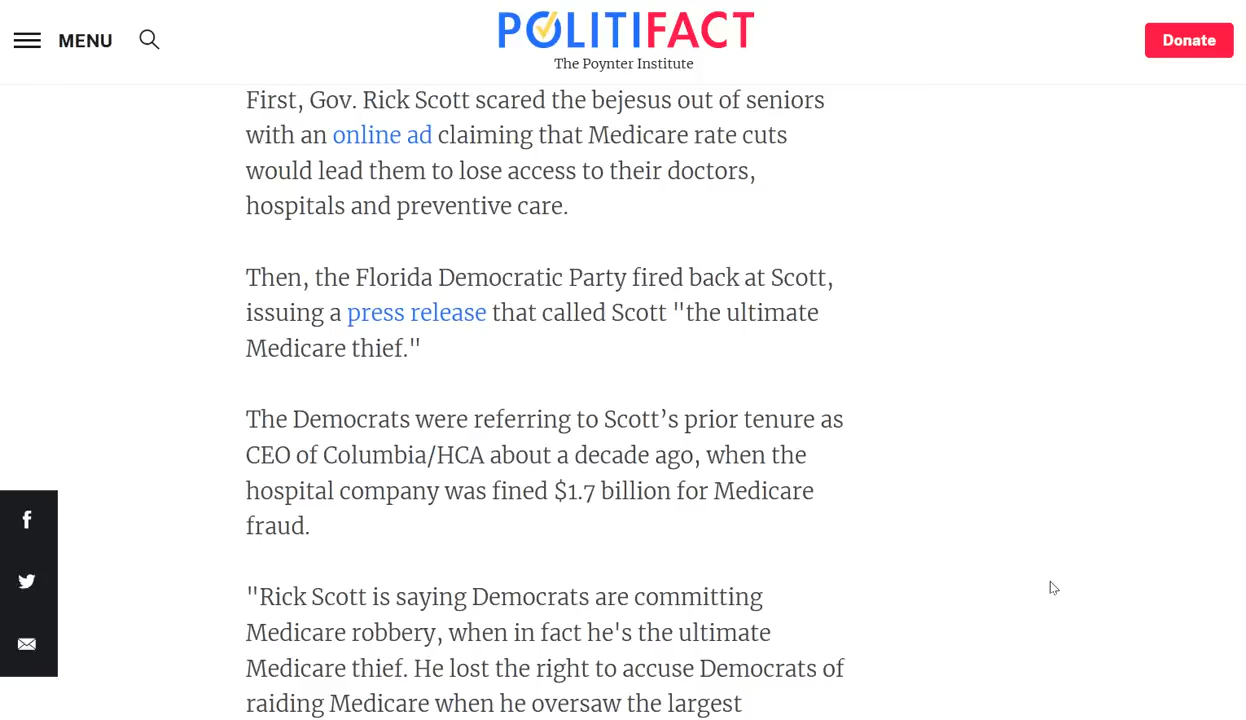 MENU
POLITIFACT
The Poynter Institute
Donate
First, Gov. Rick Scott scared the bejesus out of seniors
with an online ad claiming that Medicare rate cuts
would lead them to lose access to their doctors,
hospitals and preventive care.
Then, the Florida Democratic Party fired back at Scott,
issuing a press release that called Scott "the ultimate
Medicare thief."
The Democrats were referring to Scott’s prior tenure as
CEO of Columbia/HCA about a decade ago, when the
hospital company was fined $1.7 billion for Medicare
fraud.
"Rick Scott is saying Democrats are committing
Medicare robbery, when in fact he's the ultimate
Medicare thief. He lost the right to accuse Democrats of
raiding Medicare when he oversaw the largest